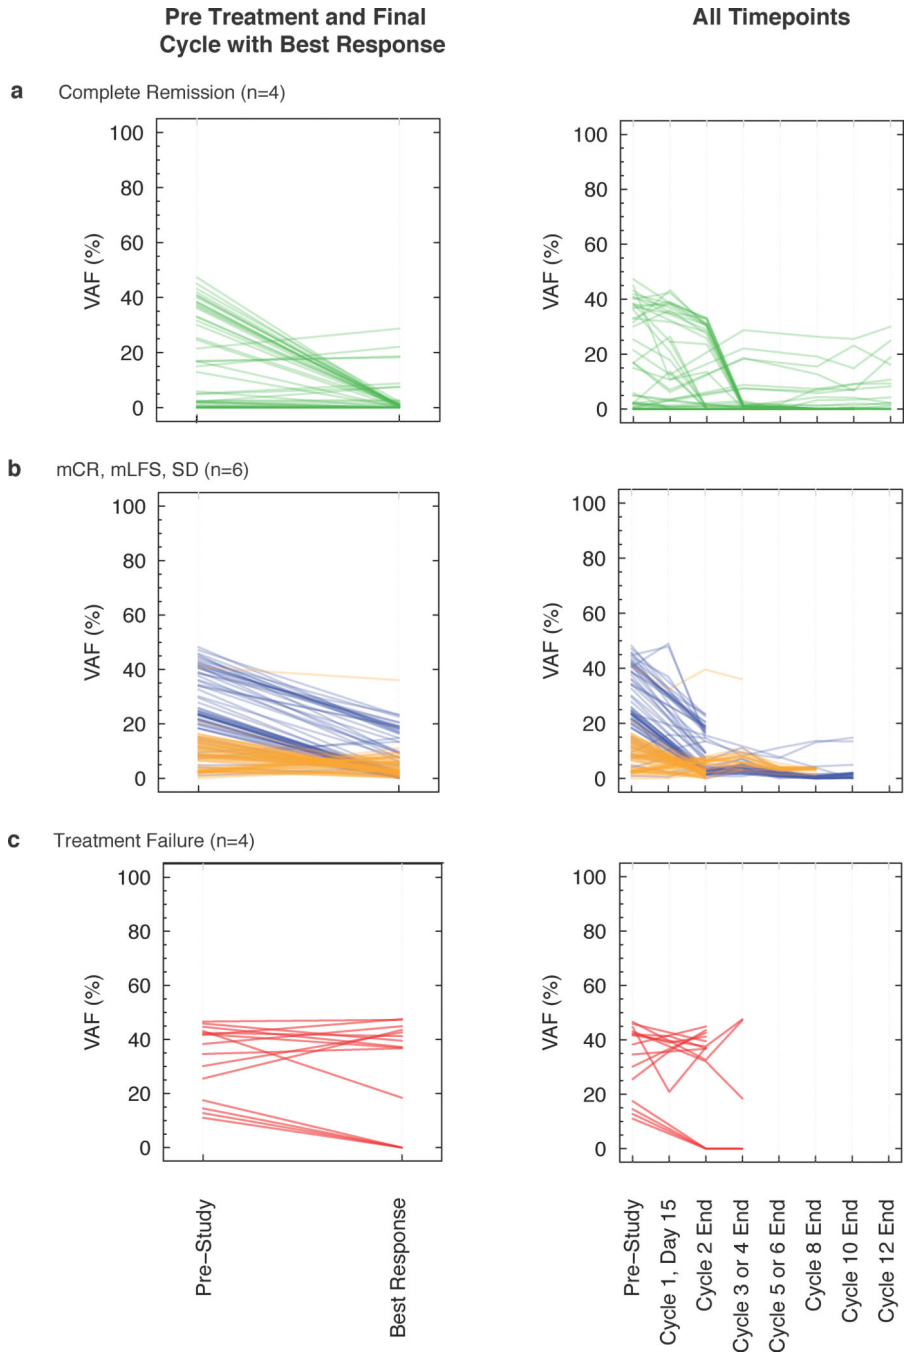 Pre Treatment and Final
Cycle with Best Response
All Timepoints
a Complete Remission (n=4)
100
80
60
40
20
0
VAF (%)
100
80
60
40
20
0
VAF (%)
b mCR, mLFS, SD (n=6)
100
80
60
40
20
0
VAF (%)
100
80
60
40
20
0
VAF (%)
c Treatment Failure (n=4)
100
80
60
40
20
0
VAF (%)
100
80
60
40
20
0
VAF (%)
Pre−Study
Best Response
Pre−Study
Cycle 1, Day 15
Cycle 2 End
Cycle 3 or 4 End
Cycle 5 or 6 End
Cycle 8 End
Cycle 10 End
Cycle 12 End